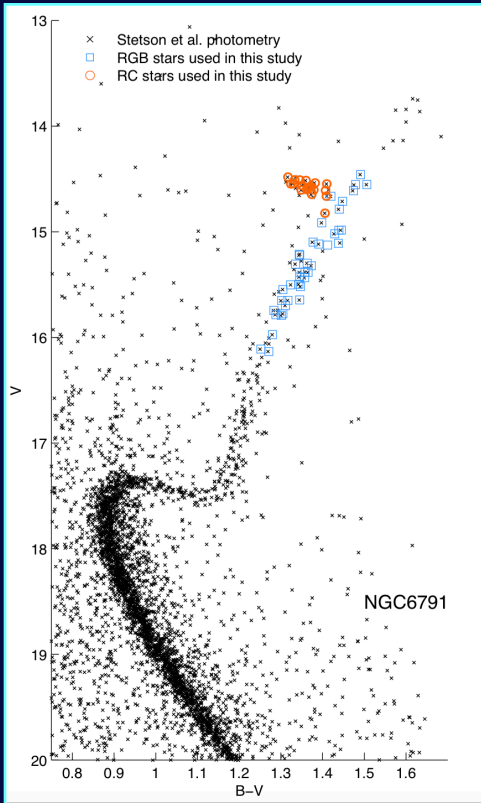 13
Stetson et al. photometry
RGB stars used in this study
RC stars used in this study
14
15
16
V
17
18
NGC6791
19
20
0.8 0.9 1 1.1 1.2 1.3 1.4 1.5 1.6
B-V